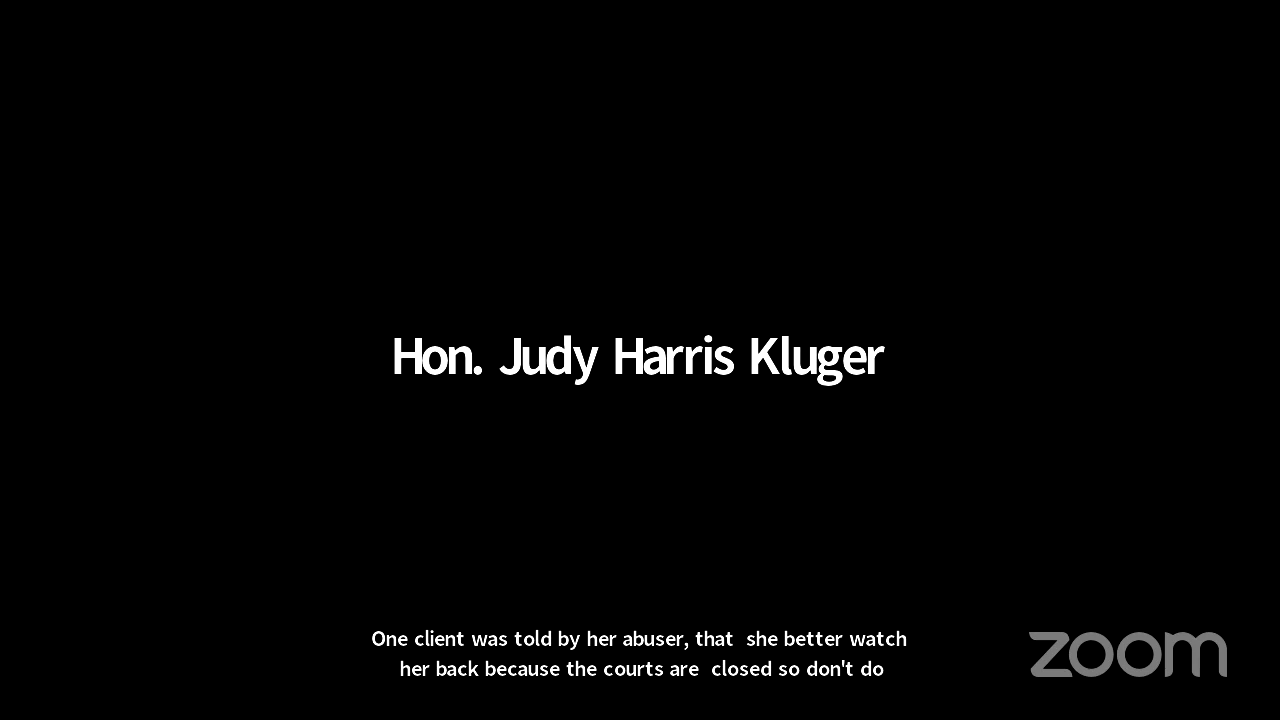 Hon. Judy Harris Kluger
One client was told by her abuser, that she better watch
her back because the courts are closed so don't do
zoom